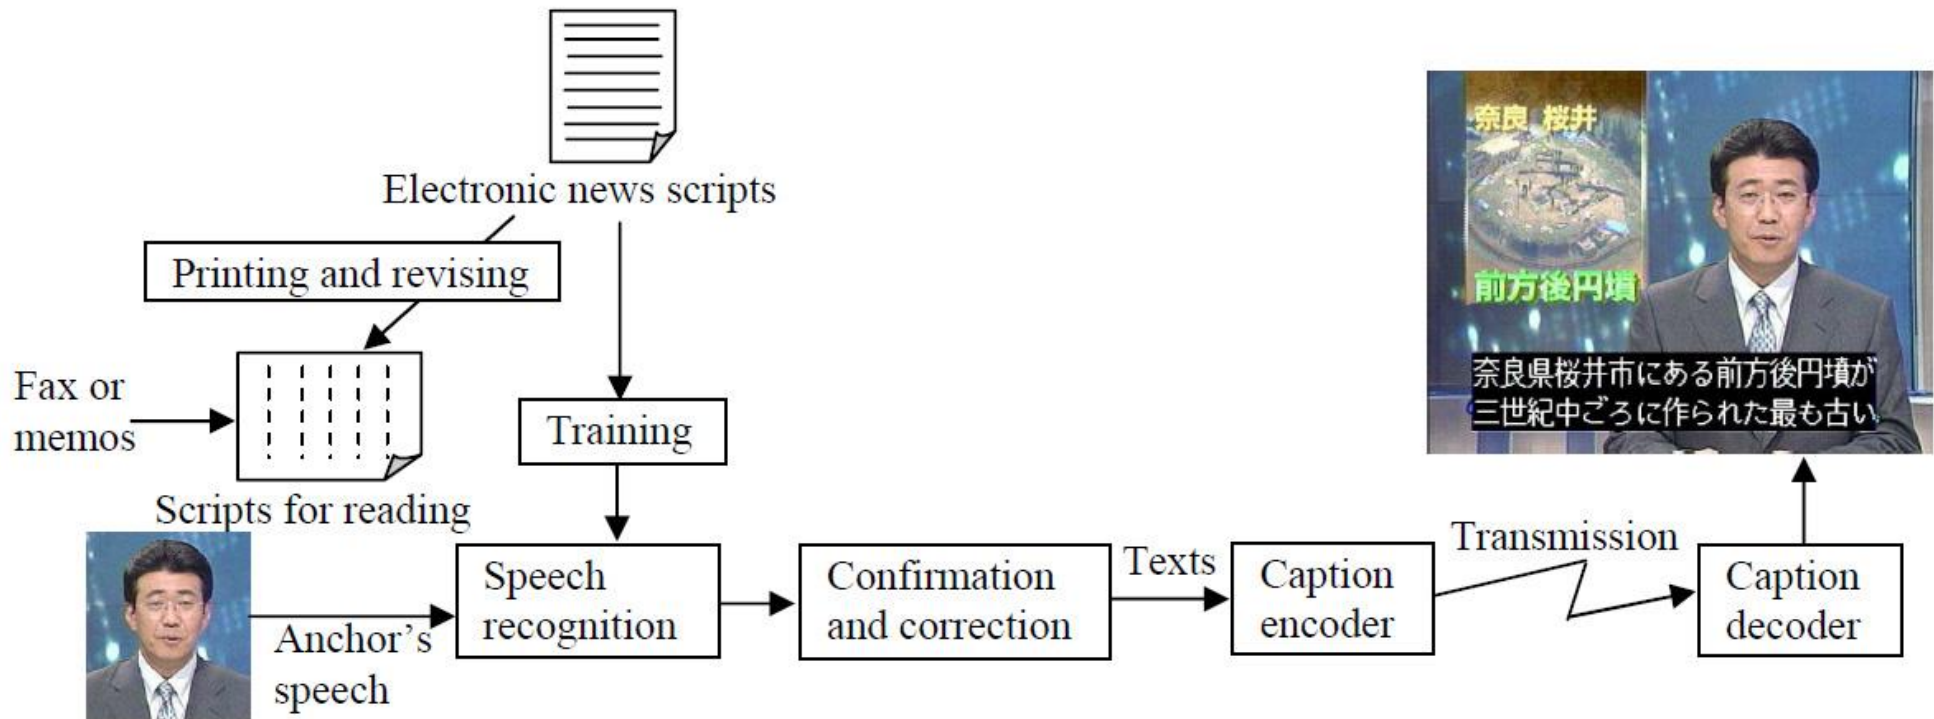 Electronic news scripts
Printing and revising
Fax or
memos
Training
Scripts for reading
Anchor's
speech
Speech
recognition
Confirmation
and correction
Texts
Caption
encoder
Transmission
Caption
decoder
奈良 桜井
前方後円墳
奈良県桜井市にある前方後円墳が
三世紀中ごろに作られた最も古い